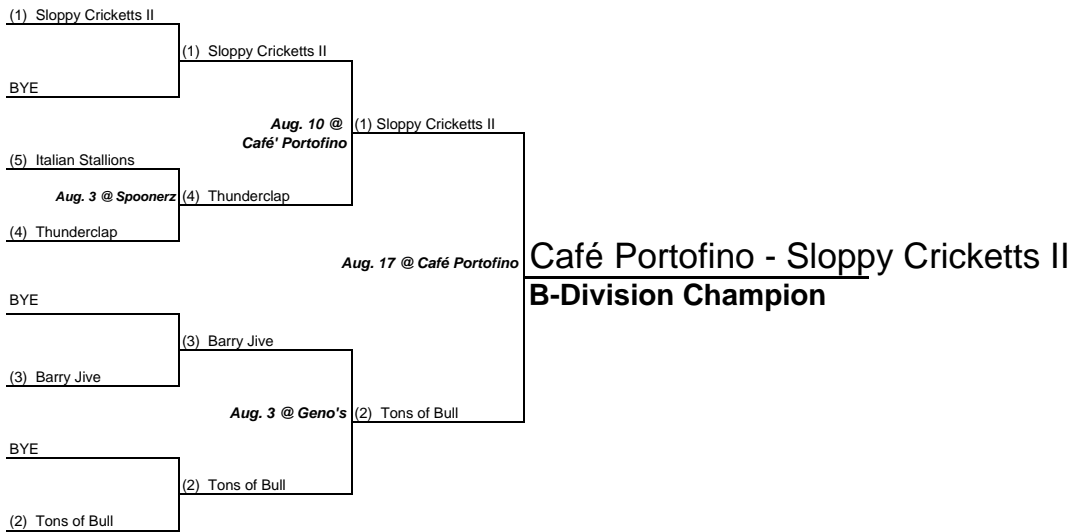 (1) Sloppy Cricketts II
(1) Sloppy Cricketts II
BYE
Aug. 10 @
Café' Portofino
(1) Sloppy Cricketts II
(5) Italian Stallions
Aug. 3 @ Spoonerz
(4) Thunderclap
(4) Thunderclap
Aug. 17 @ Café Portofino
Café Portofino - Sloppy Cricketts II
B-Division Champion
BYE
(3) Barry Jive
(3) Barry Jive
Aug. 3 @ Geno's
(2) Tons of Bull
BYE
(2) Tons of Bull
(2) Tons of Bull